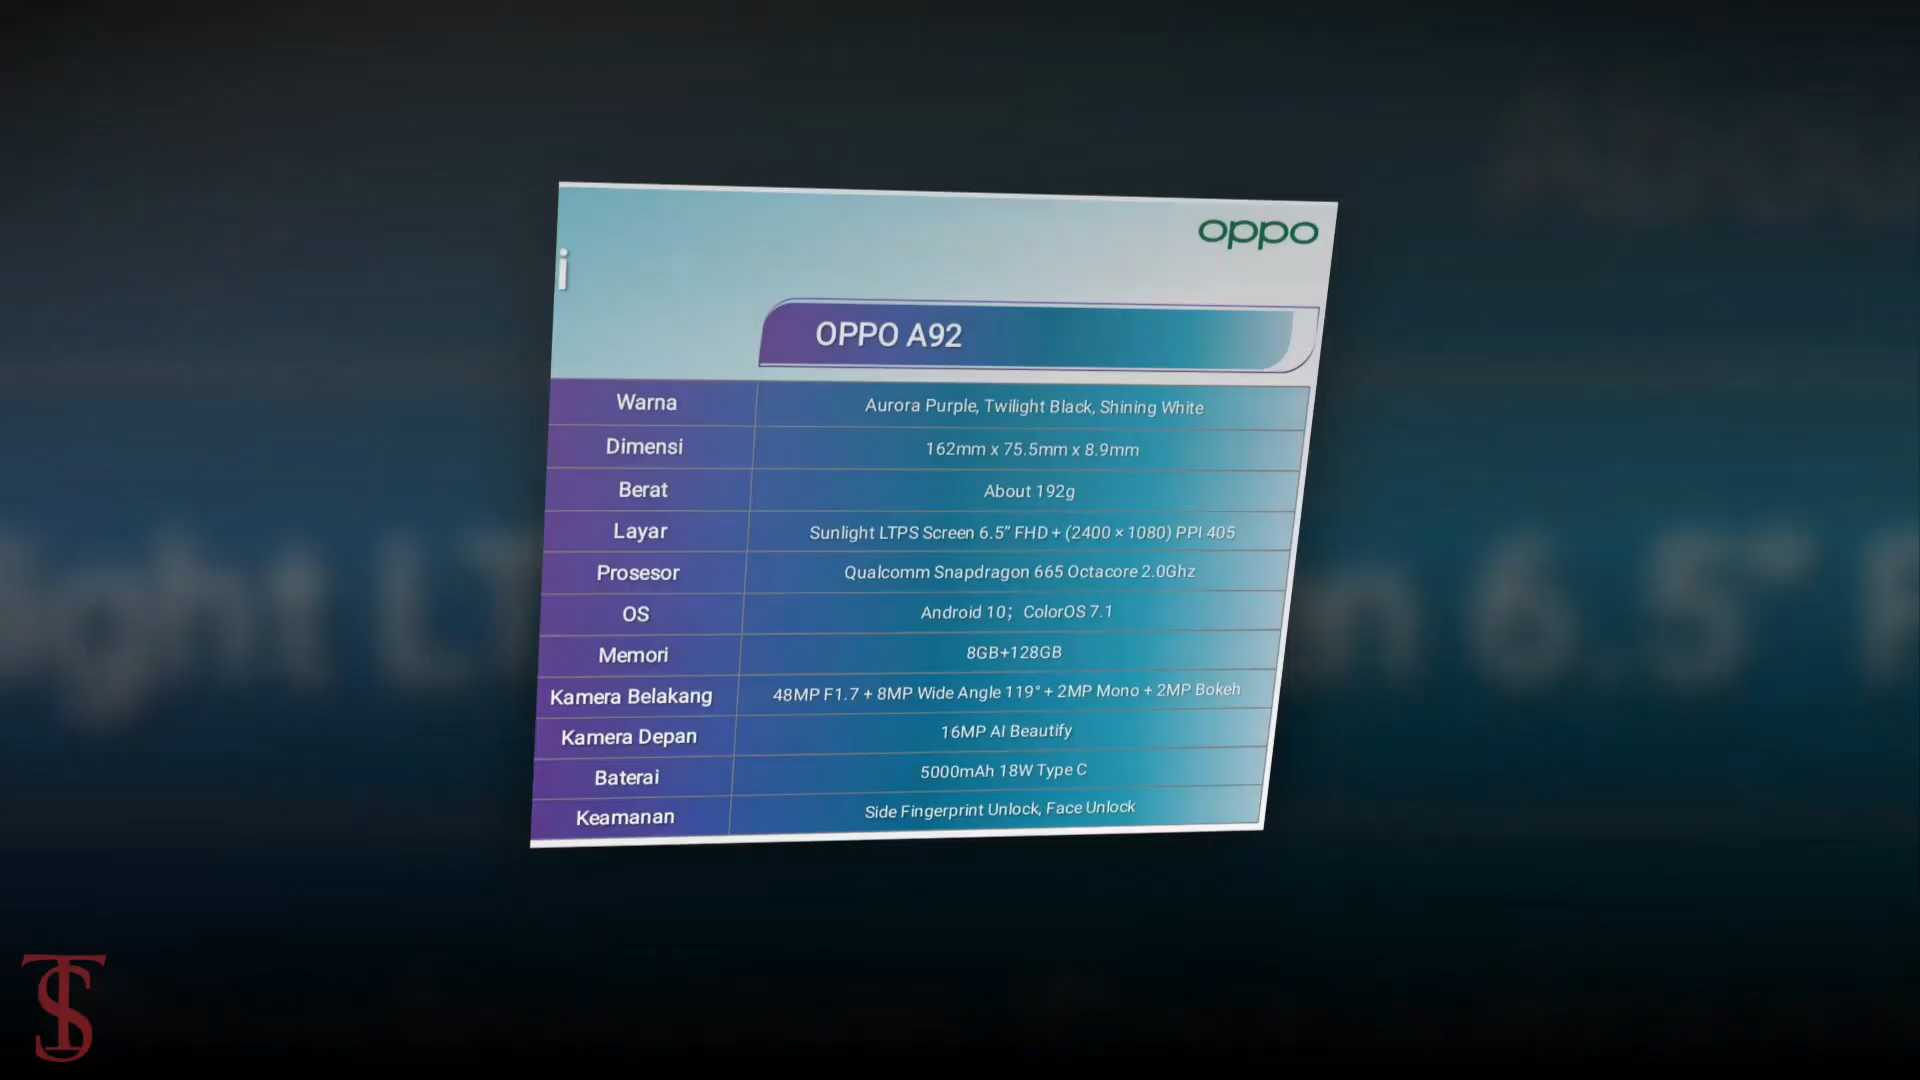 oppo
i
OPPO A92
Warna Aurora Purple, Twilight Black, Shining White
Dimensi 162mm x 75.5mm x 8.9mm
Berat About 192g
Layar Sunlight LTPS Screen 6.5” FHD + (2400 × 1080) PPI 405
Prosesor Qualcomm Snapdragon 665 Octacore 2.0Ghz
OS Android 10； ColorOS 7.1
Memori 8GB+128GB
Kamera Belakang 48MP F1.7 + 8MP Wide Angle 119° + 2MP Mono + 2MP Bokeh
Kamera Depan 16MP AI Beautify
Baterai 5000mAh 18W Type C
Keamanan Side Fingerprint Unlock, Face Unlock
TS